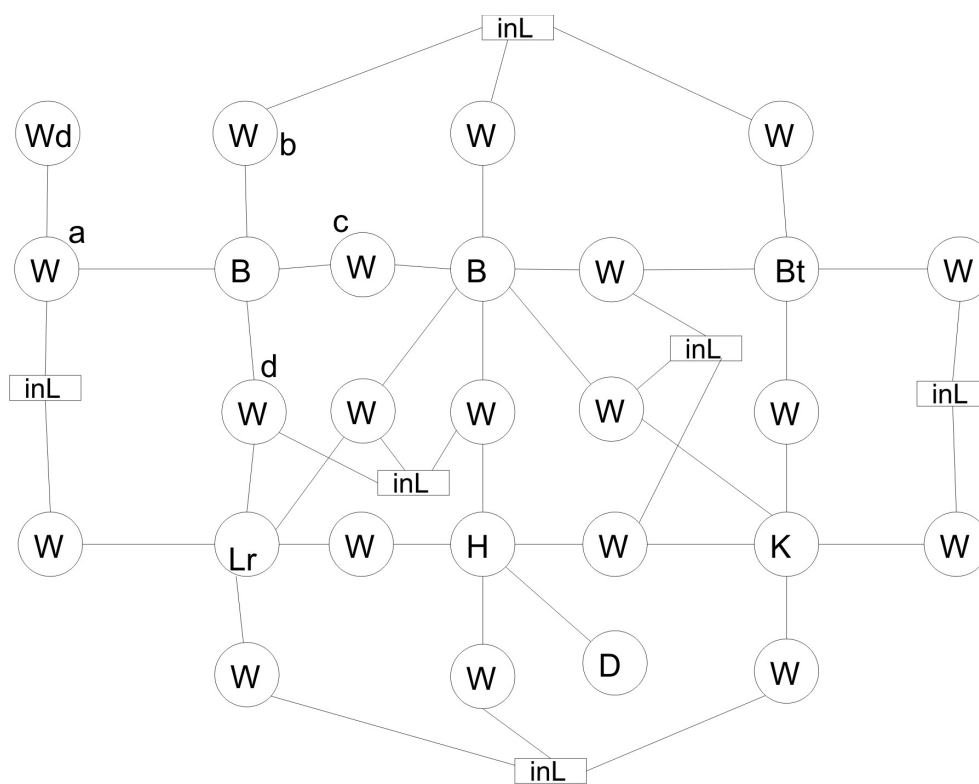 inL
Wd W b W W
a W B c W B W Bt W
inL
inL inL
d W W W W W
inL
W Lr W H W K W
W W D W
inL